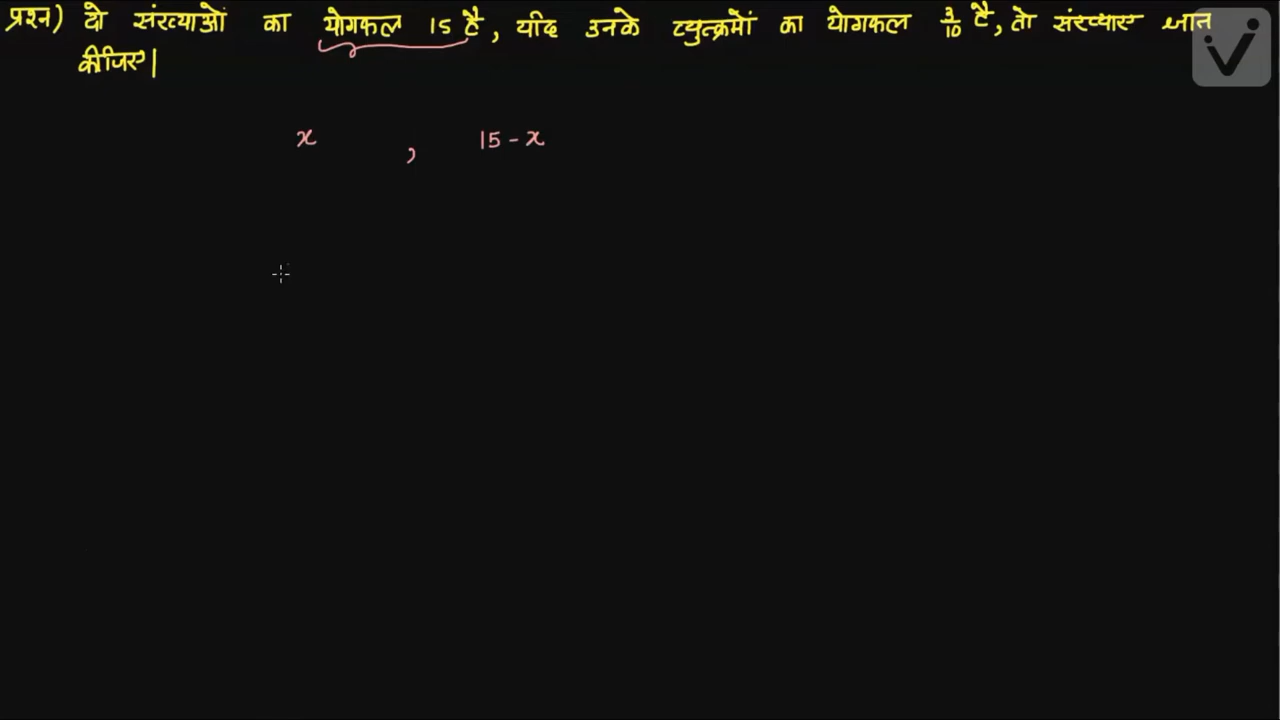 प्रश्न) दो संख्याओं का योगफल 15 है, यदि उनके व्युत्क्रमों का योगफल 3/10 है, तो संख्याएं ज्ञात
कीजिए।
x , 15 - x